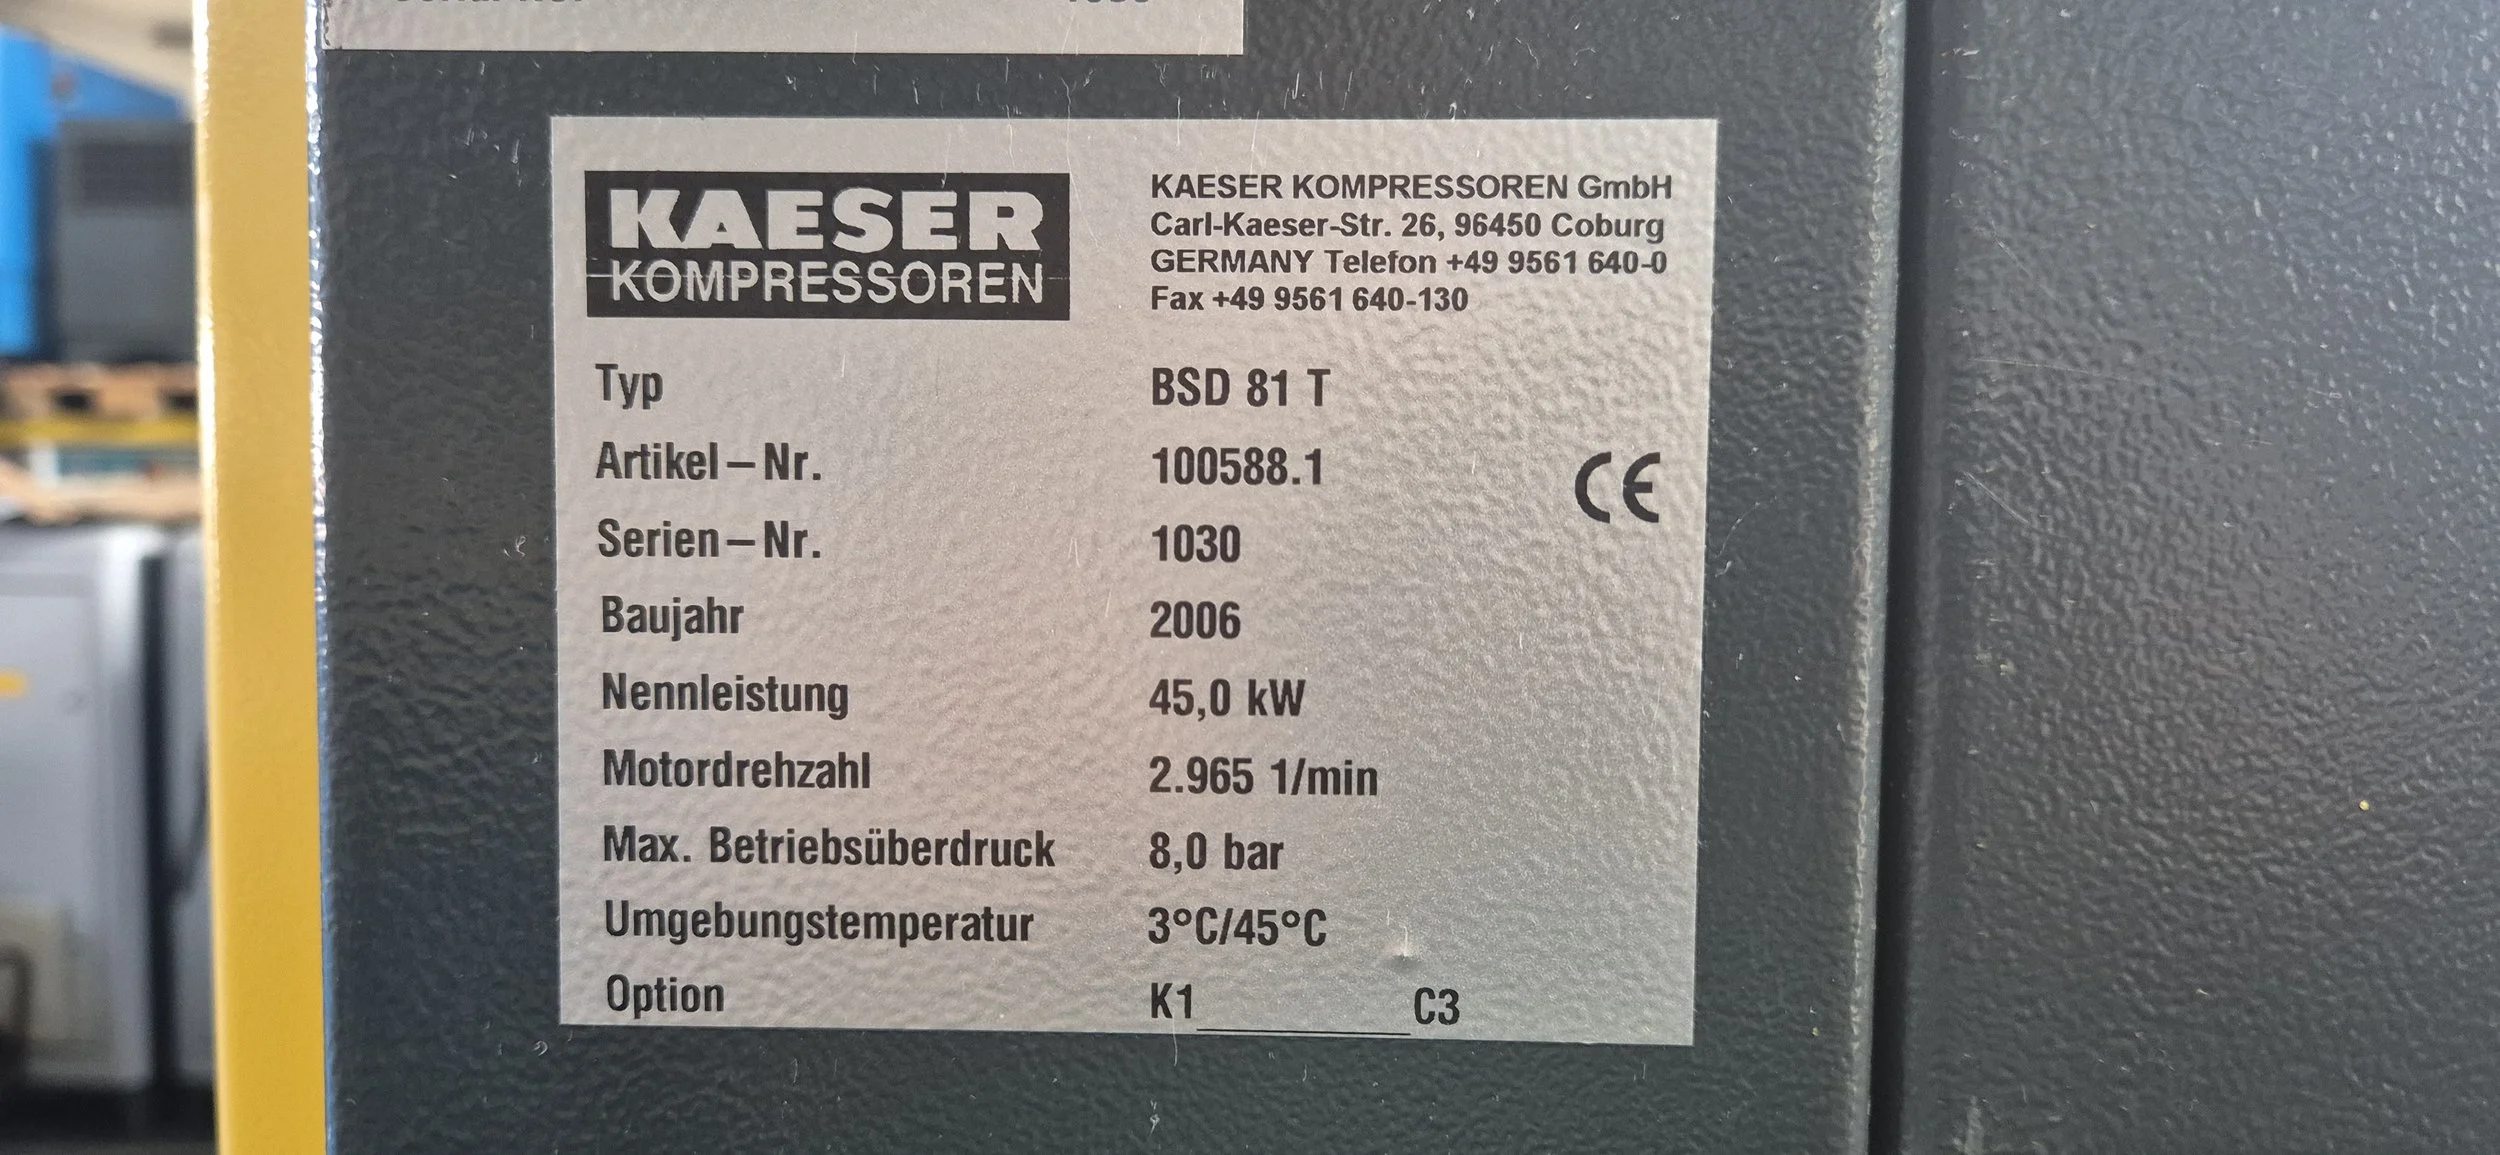 KAESER
KOMPRESSOREN
KAESER KOMPRESSOREN GmbH
Carl-Kaeser-Str. 26, 96450 Coburg
GERMANY Telefon +49 9561 640-0
Fax +49 9561 640-130
Typ BSD 81 T
Artikel–Nr. 100588.1
CE
Serien–Nr. 1030
Baujahr 2006
Nennleistung 45,0 kW
Motordrehzahl 2.965 1/min
Max. Betriebsüberdruck 8,0 bar
Umgebungstemperatur 3°C/45°C
Option K1________C3